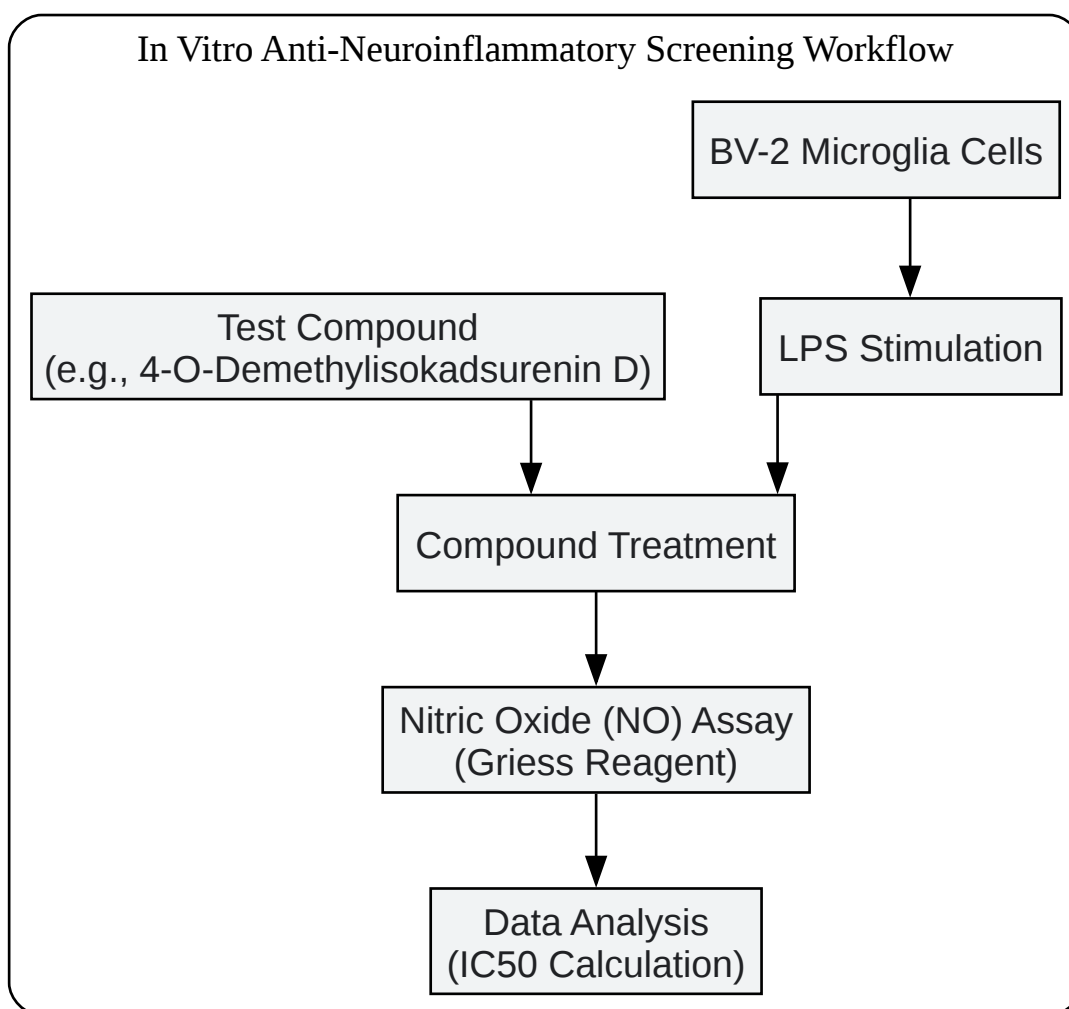 In Vitro Anti-Neuroinflammatory Screening Workflow
BV-2 Microglia Cells
Test Compound
(e.g., 4-O-Demethylisokadsurenin D)
LPS Stimulation
Compound Treatment
Nitric Oxide (NO) Assay
(Griess Reagent)
Data Analysis
(IC50 Calculation)